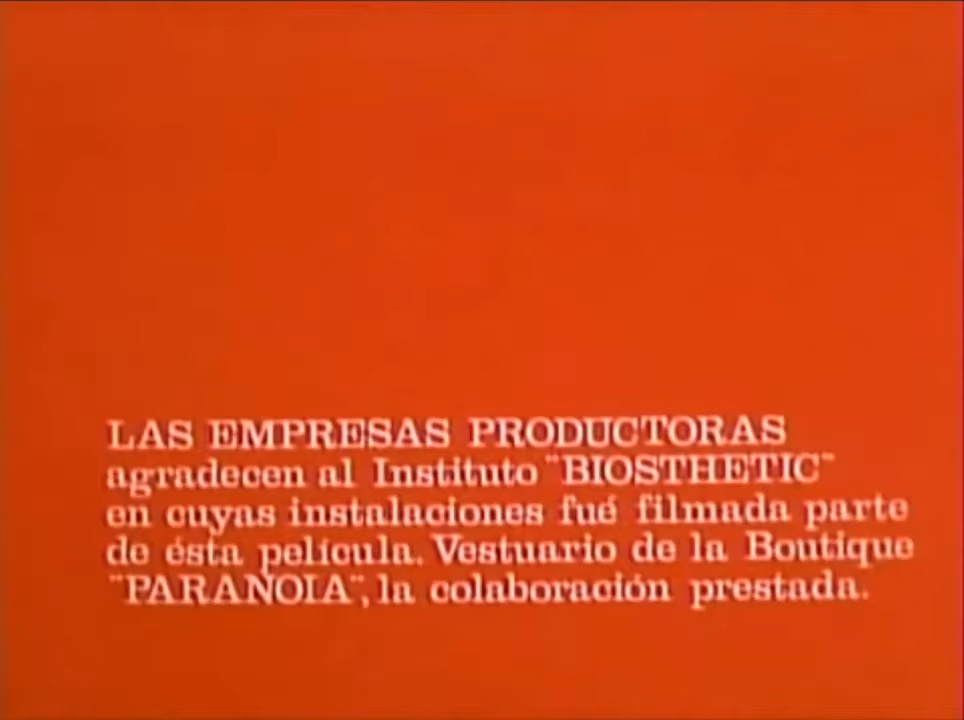 LAS EMPRESAS PRODUCTORAS
agradecen al Instituto ¨BIOSTHETIC¨
en cuyas instalaciones fué filmada parte
de ésta película. Vestuario de la Boutique
¨PARANOIA¨, la colaboración prestada.